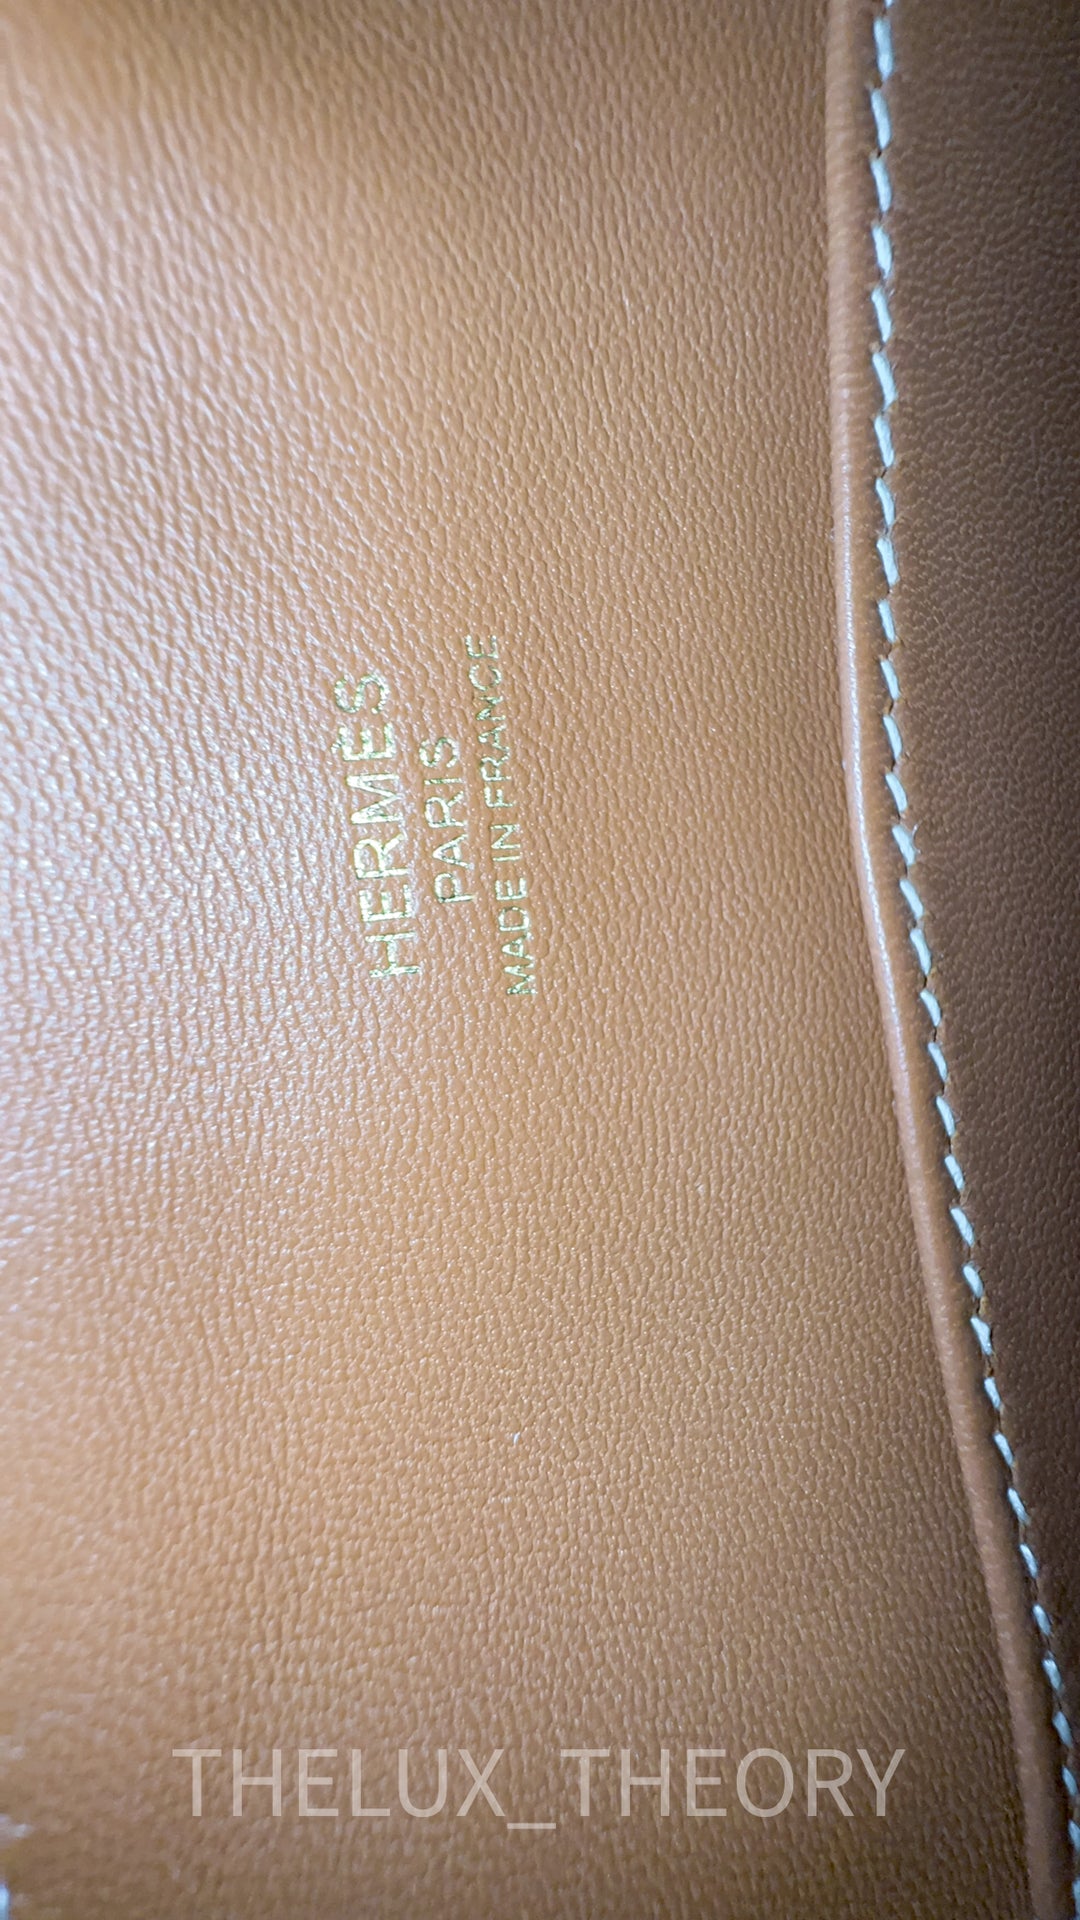 HERMÈS
PARIS
MADE IN FRANCE
THELUX_THEORY